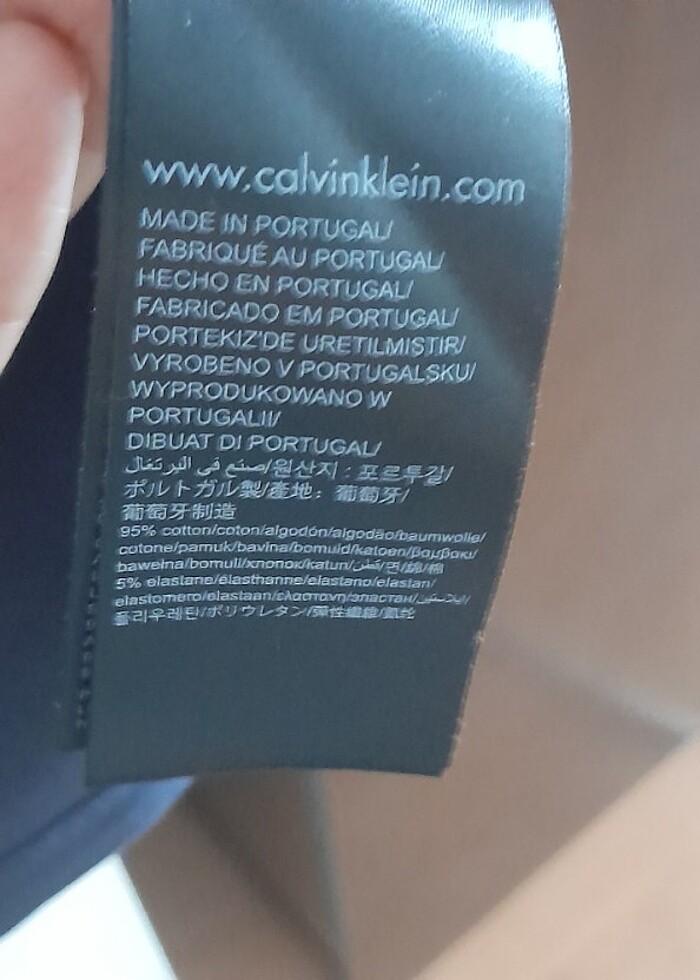 www.calvinklein.com
MADE IN PORTUGAL/
FABRIQUÉ AU PORTUGAL/
HECHO EN PORTUGAL/
FABRICADO EM PORTUGAL/
PORTEKIZ'DE URETILMISTIR/
VYROBENO V PORTUGALSKU/
WYPRODUKOWANO W
PORTUGALII/
DIBUAT DI PORTUGAL/
صنع في البرتغال/원산지 : 포르투갈/
ポルトガル製/產地：葡萄牙/
葡萄牙制造
95% cotton/coton/algodón/algodão/baumwolle/
cotone/pamuk/bavlna/bomuld/katoen/βαμβακι/
bawełna/bomull/хлопок/katun/قطن/면/綿/棉
5% elastane/élasthanne/elastano/elastan/
elastomero/elastaan/ελαστανη/эластан/
폴리우레탄/ポリウレタン/彈性纖維/氨纶